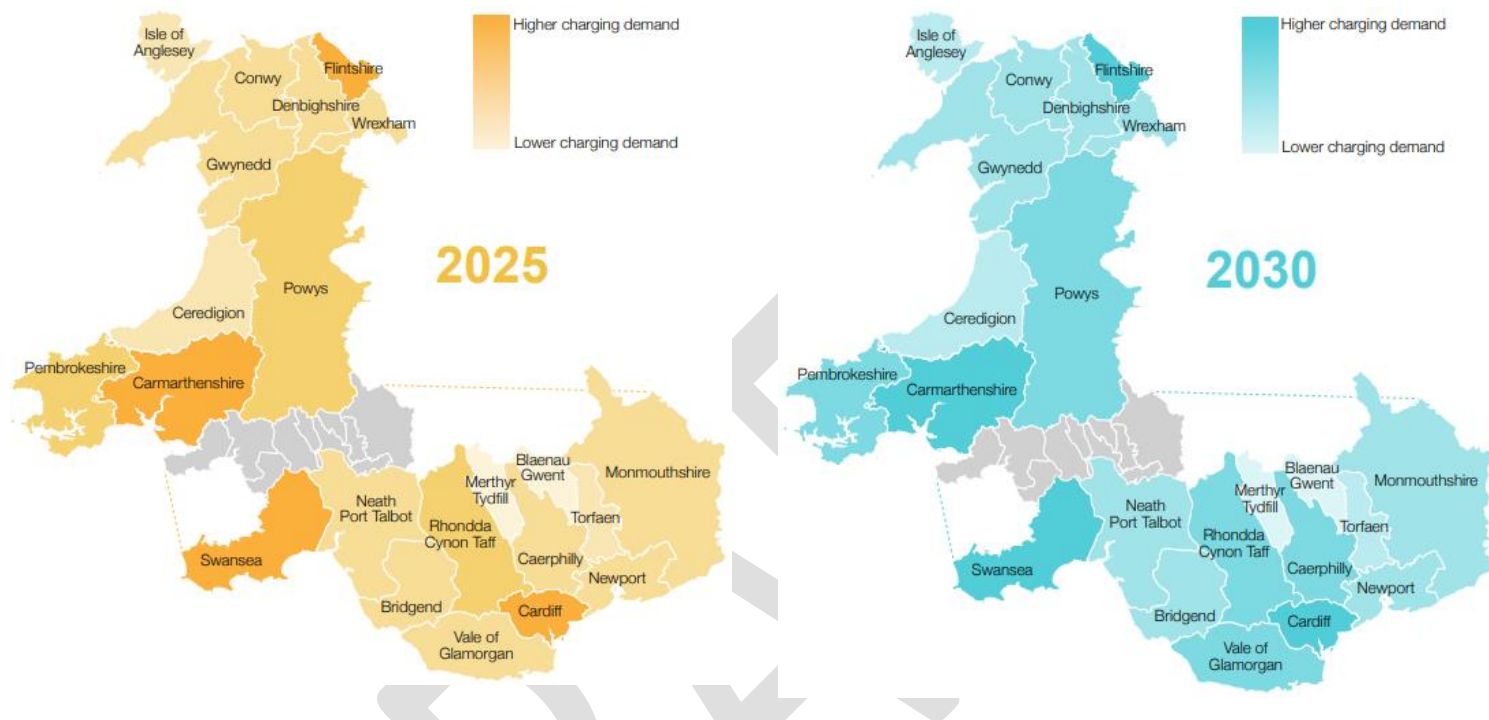 Higher charging demand
Lower charging demand
2025
Isle of
Anglesey
Conwy
Flintshire
Denbighshire
Wrexham
Gwynedd
Powys
Ceredigion
Pembrokeshire
Carmarthenshire
Swansea
Neath
Port Talbot
Bridgend
Rhondda
Cynon Taff
Merthyr
Tydfill
Blaenau
Gwent
Torfaen
Caerphilly
Monmouthshire
Newport
Cardiff
Vale of
Glamorgan
Higher charging demand
Lower charging demand
2030
Isle of
Anglesey
Conwy
Flintshire
Denbighshire
Wrexham
Gwynedd
Powys
Ceredigion
Pembrokeshire
Carmarthenshire
Swansea
Neath
Port Talbot
Bridgend
Rhondda
Cynon Taff
Merthyr
Tydfill
Blaenau
Gwent
Torfaen
Caerphilly
Monmouthshire
Newport
Cardiff
Vale of
Glamorgan